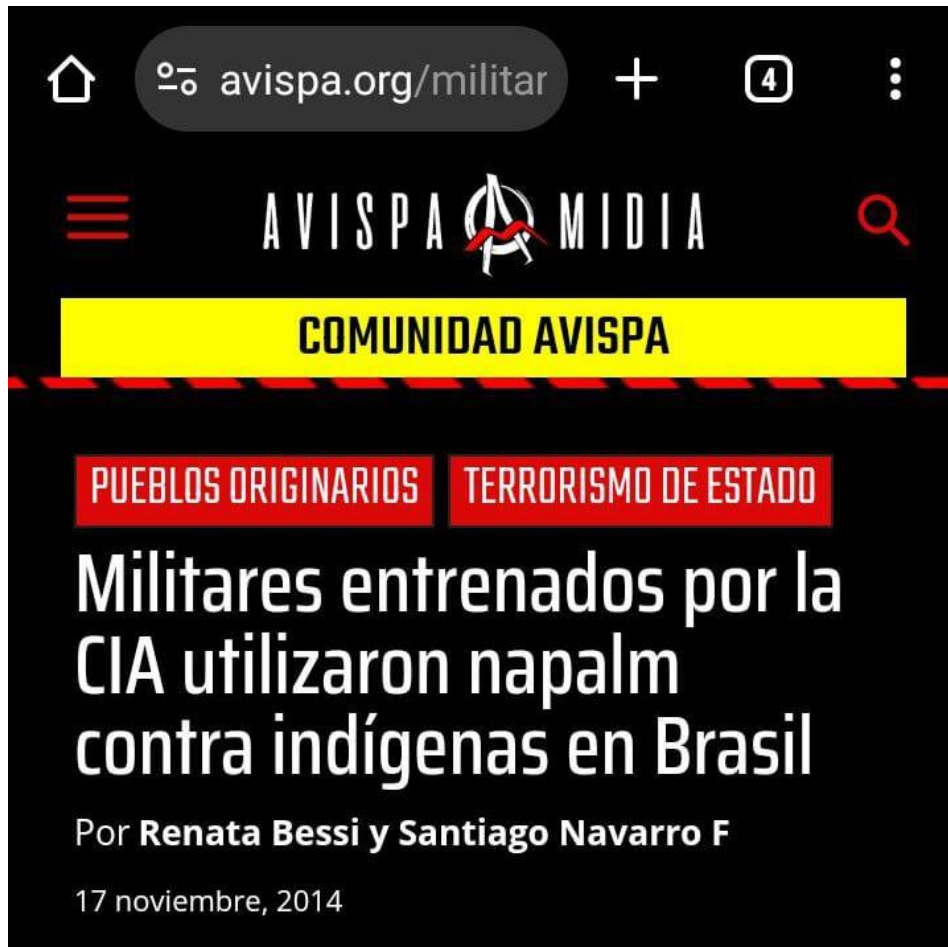 avispa.org/militar
4
AVISPA MIDIA
COMUNIDAD AVISPA
PUEBLOS ORIGINARIOS TERRORISMO DE ESTADO
Militares entrenados por la
CIA utilizaron napalm
contra indígenas en Brasil
Por Renata Bessi y Santiago Navarro F
17 noviembre, 2014